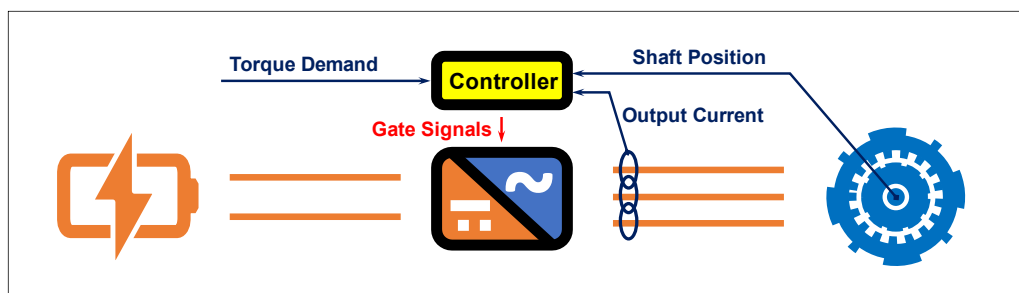 Torque Demand
Controller
Shaft Position
Output Current
Gate Signals